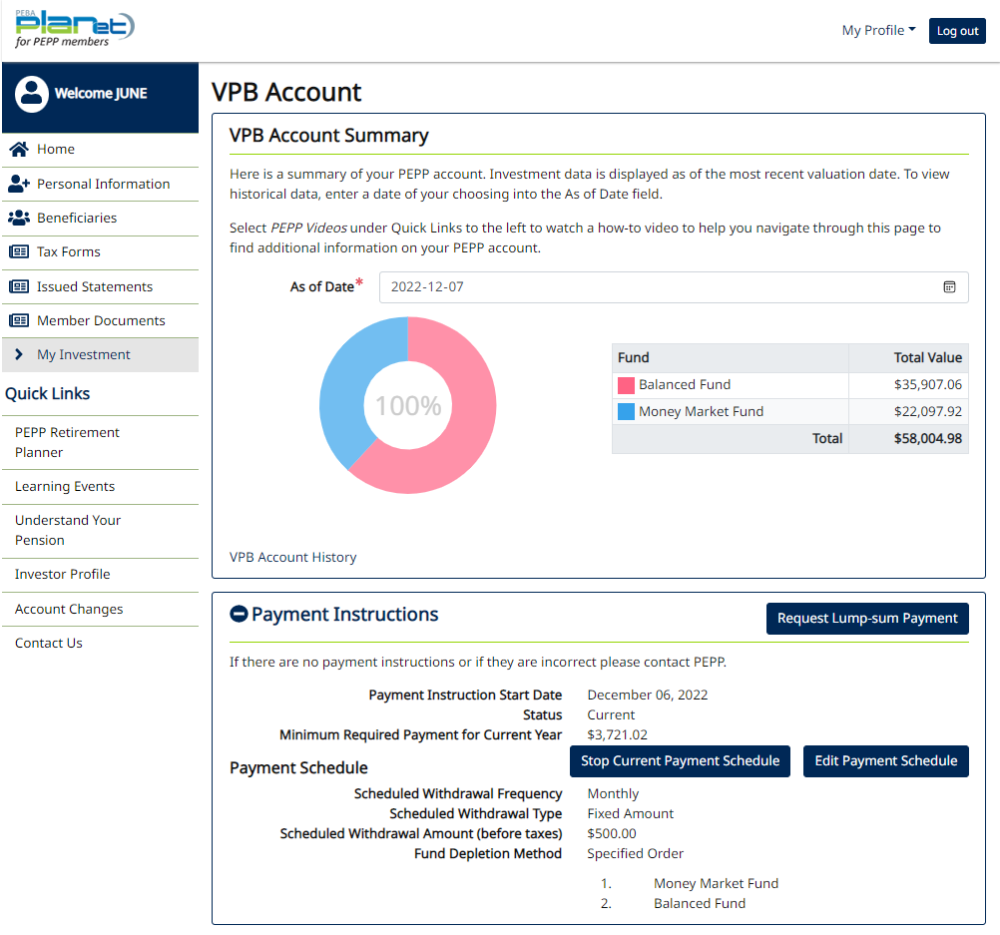 PEBA
planet
for PEPP members
My Profile
Log out
Welcome JUNE
Home
Personal Information
Beneficiaries
Tax Forms
Issued Statements
Member Documents
My Investment
Quick Links
PEPP Retirement
Planner
Learning Events
Understand Your
Pension
Investor Profile
Account Changes
Contact Us
VPB Account
VPB Account Summary
Here is a summary of your PEPP account. Investment data is displayed as of the most recent valuation date. To view
historical data, enter a date of your choosing into the As of Date field.
Select PEPP Videos under Quick Links to the left to watch a how-to video to help you navigate through this page to
find additional information on your PEPP account.
As of Date* 2022-12-07
100%
Fund Total Value
Balanced Fund $35,907.06
Money Market Fund $22,097.92
Total $58,004.98
VPB Account History
Payment Instructions
Request Lump-sum Payment
If there are no payment instructions or if they are incorrect please contact PEPP.
Payment Instruction Start Date December 06, 2022
Status Current
Minimum Required Payment for Current Year $3,721.02
Payment Schedule Stop Current Payment Schedule Edit Payment Schedule
Scheduled Withdrawal Frequency Monthly
Scheduled Withdrawal Type Fixed Amount
Scheduled Withdrawal Amount (before taxes) $500.00
Fund Depletion Method Specified Order
1. Money Market Fund
2. Balanced Fund